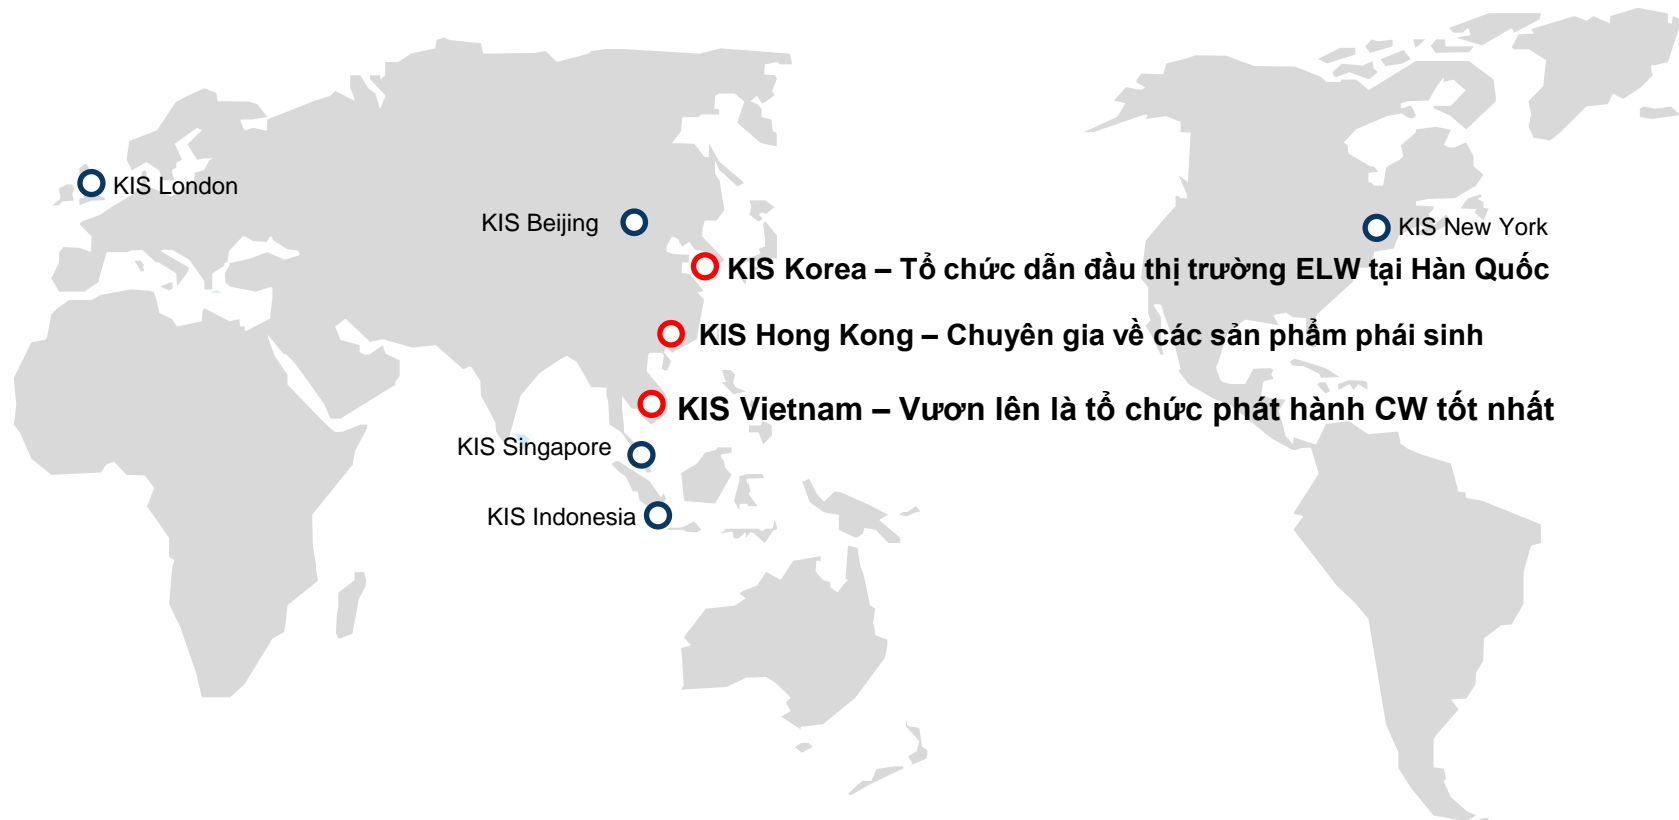 KIS London
KIS Beijing
KIS New York
KIS Korea – Tổ chức dẫn đầu thị trường ELW tại Hàn Quốc
KIS Hong Kong – Chuyên gia về các sản phẩm phái sinh
KIS Vietnam – Vươn lên là tổ chức phát hành CW tốt nhất
KIS Singapore
KIS Indonesia